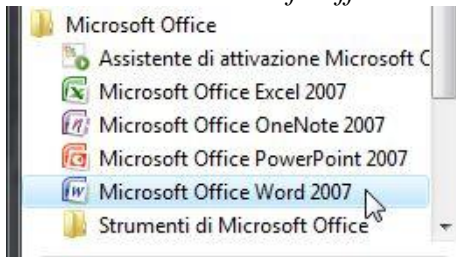 Microsoft Office
Assistente di attivazione Microsoft C
Microsoft Office Excel 2007
Microsoft Office OneNote 2007
Microsoft Office PowerPoint 2007
Microsoft Office Word 2007
Strumenti di Microsoft Office